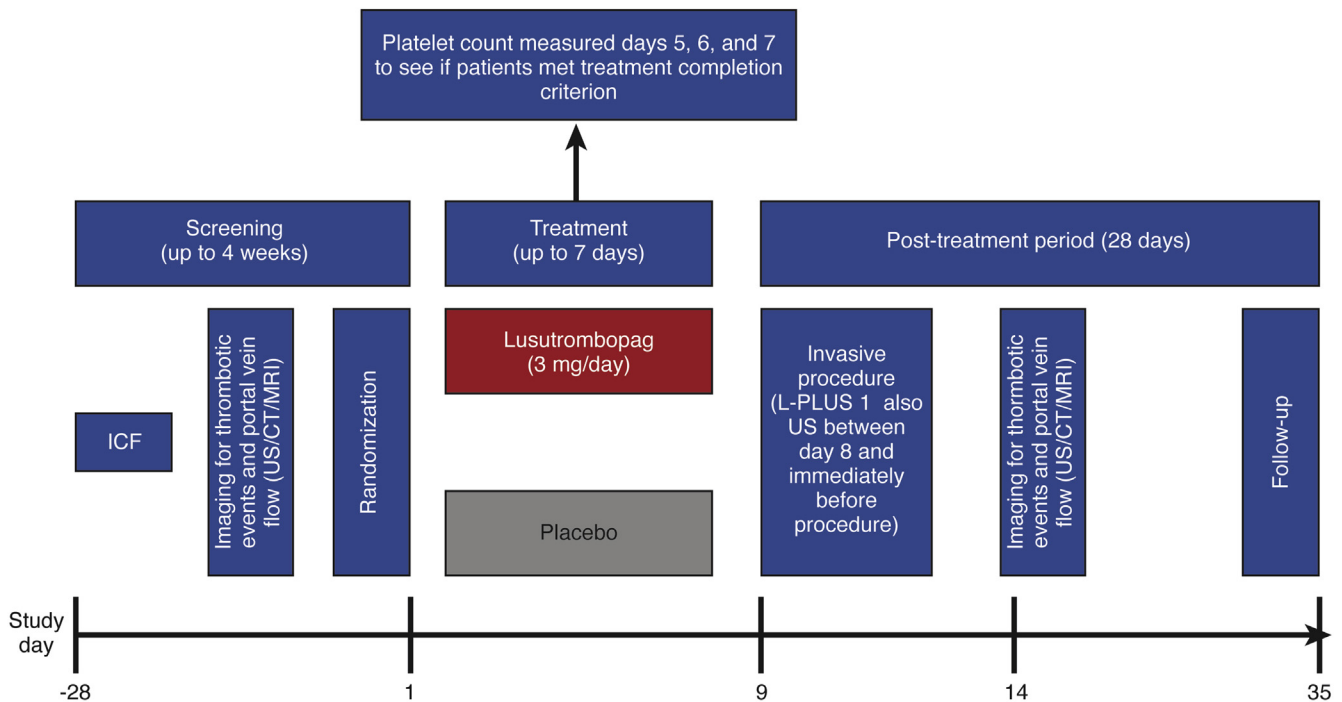 Platelet count measured days 5, 6, and 7
to see if patients met treatment completion
criterion
Screening
(up to 4 weeks)
Treatment
(up to 7 days)
Post-treatment period (28 days)
ICF
Imaging for thrombotic
events and portal vein
flow (US/CT/MRI)
Randomization
Lusutrombopag
(3 mg/day)
Placebo
Invasive
procedure
(L-PLUS 1 also
US between
day 8 and
immediately
before
procedure)
Imaging for thormbotic
events and portal vein
flow (US/CT/MRI)
Follow-up
Study
day
-28
1
9
14
35